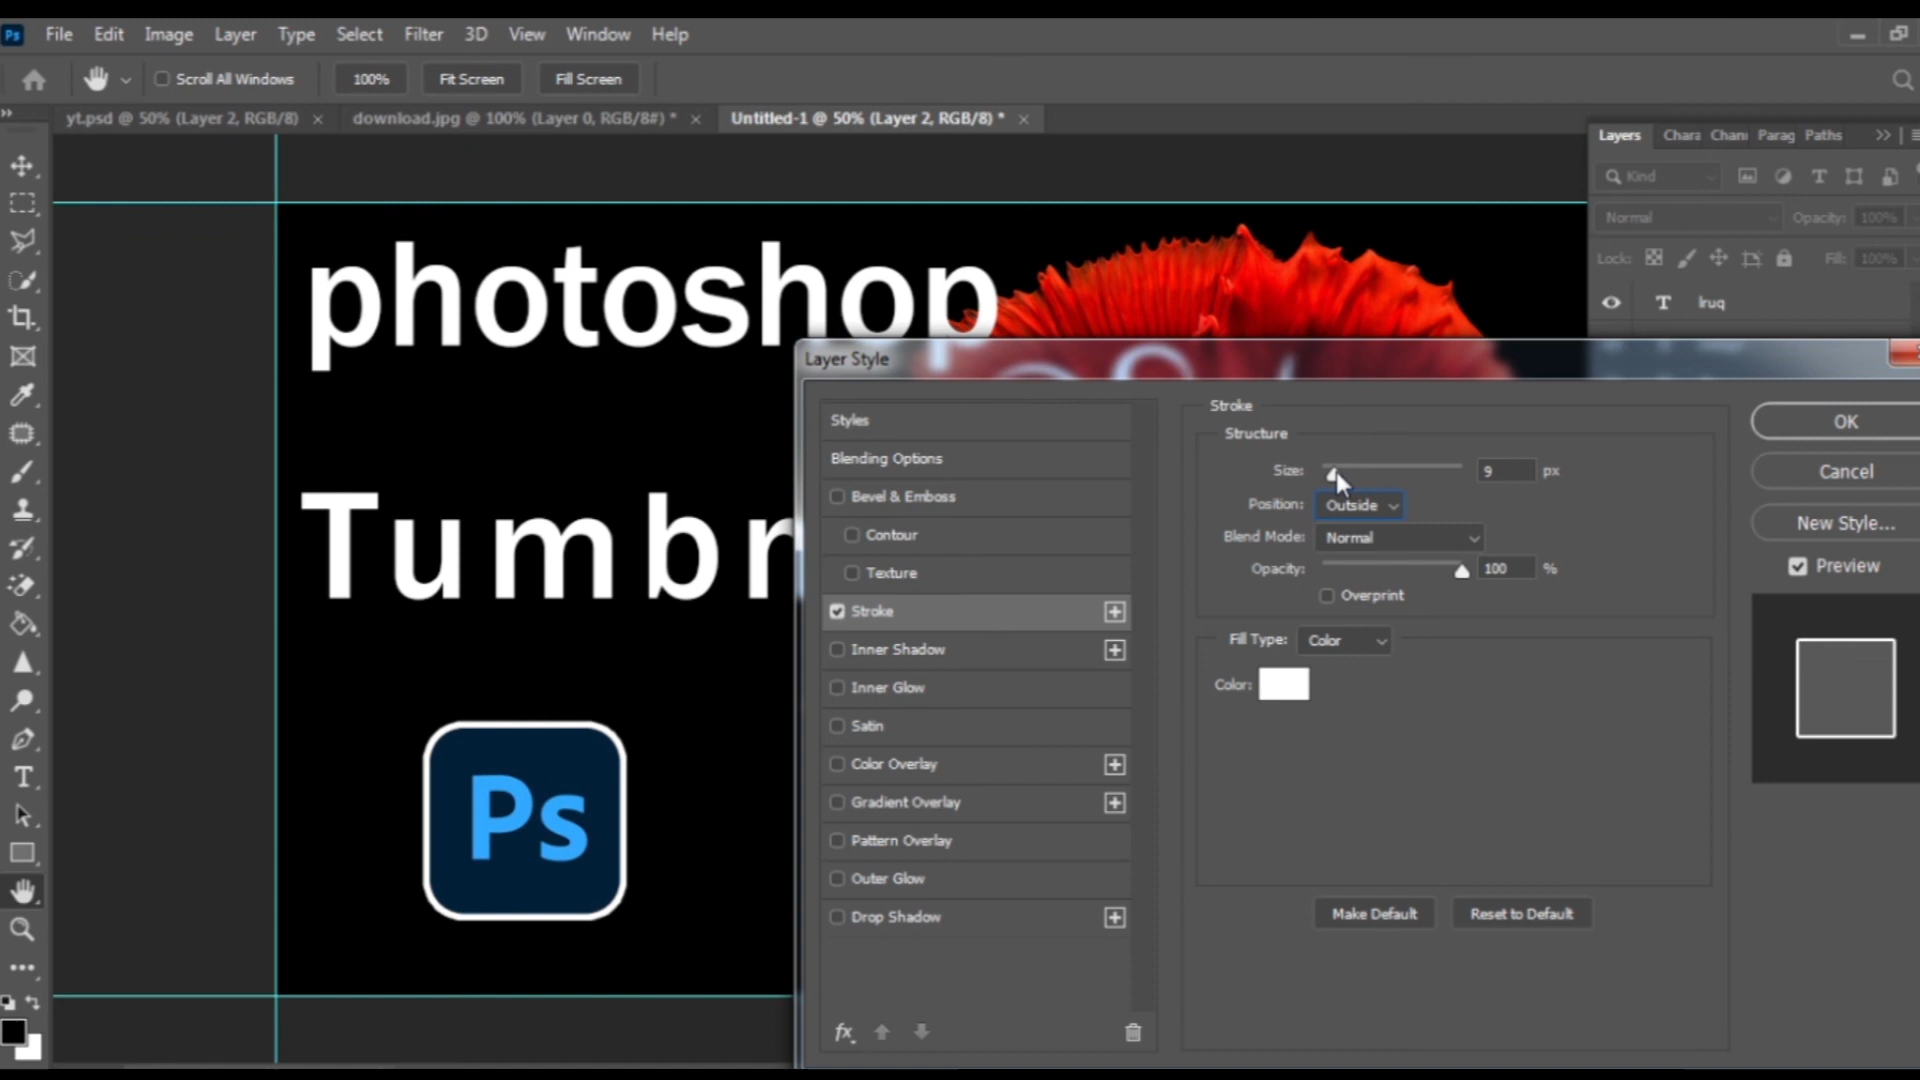 Ps File Edit Image Layer Type Select Filter 3D View Window Help
Scroll All Windows 100% Fit Screen Fill Screen
yt.psd @ 50% (Layer 2, RGB/8) × download.jpg @ 100% (Layer 0, RGB/8#) * × Untitled-1 @ 50% (Layer 2, RGB/8) * ×
Layers Chara Chan Parag Paths
Kind
Normal Opacity: 100%
Lock: Fill: 100%
T lruq
photoshop
Tumbn
Ps
Layer Style
Styles
Blending Options
Bevel & Emboss
Contour
Texture
Stroke
Inner Shadow
Inner Glow
Satin
Color Overlay
Gradient Overlay
Pattern Overlay
Outer Glow
Drop Shadow
fx
Stroke
Structure
Size: 9 px
Position: Outside
Blend Mode: Normal
Opacity: 100 %
Overprint
Fill Type: Color
Color:
Make Default Reset to Default
OK
Cancel
New Style...
Preview